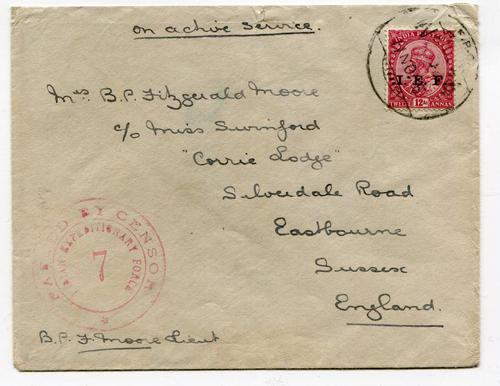 on active service.
INDIA POSTAGE
I.E.F.
TWELVE 12As ANNAS
Mrs B.P. Fitzgerald Moore
c/o Miss Swinford
"Corrie Lodge"
Silverdale Road
Eastbourne
Sussex
England.
PASSED BY CENSOR
INDIAN EXPEDITIONARY FORCE
7
B.P. F. Moore Lieut